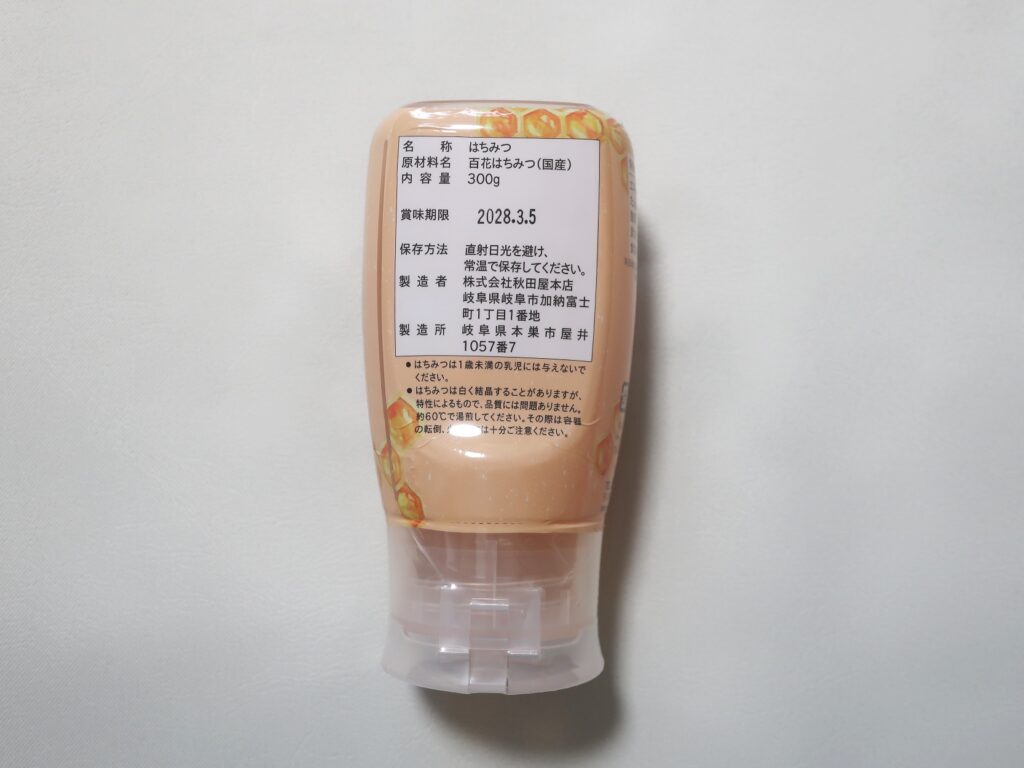 名 称 はちみつ
原材料名 百花はちみつ(国産)
内容量 300g
賞味期限 2028.3.5
保存方法 直射日光を避け、
常温で保存してください。
製造者 株式会社秋田屋本店
岐阜県岐阜市加納富士
町1丁目1番地
製造所 岐阜県本巣市屋井
1057番7
●はちみつは1歳未満の乳児には与えないで
ください。
●はちみつは白く結晶することがありますが、
特性によるもので、品質には問題ありません。
約60℃で湯煎してください。その際は容器
の転倒、は十分ご注意ください。